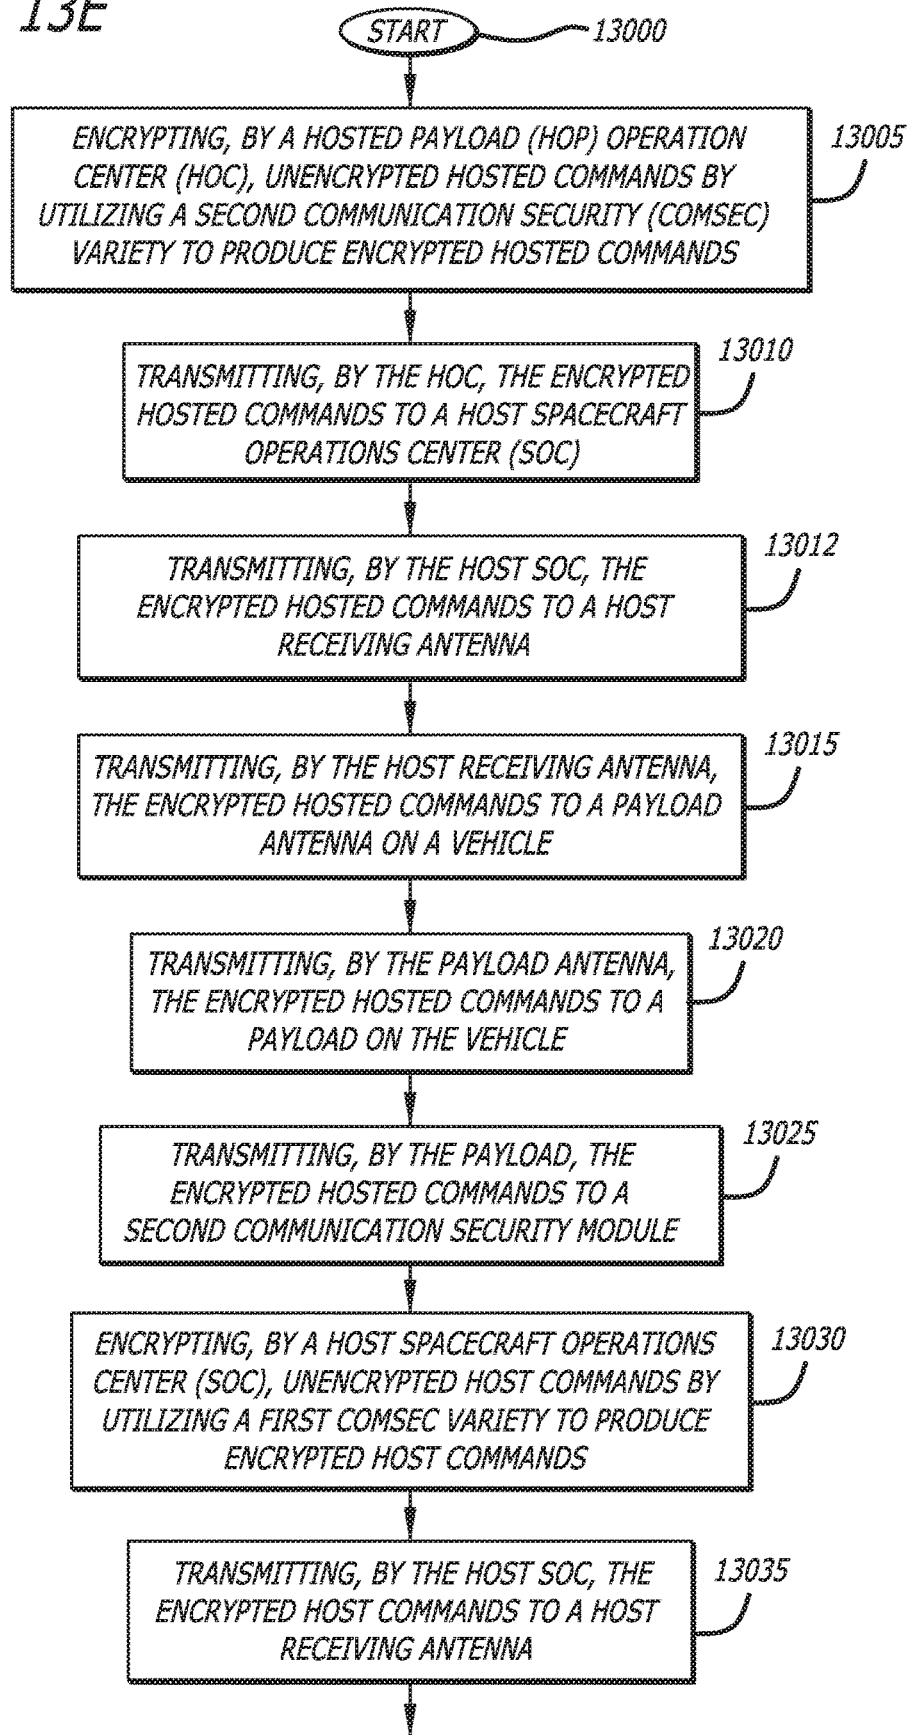 13E
START
13000
ENCRYPTING, BY A HOSTED PAYLOAD (HOP) OPERATION
CENTER (HOC), UNENCRYPTED HOSTED COMMANDS BY
UTILIZING A SECOND COMMUNICATION SECURITY (COMSEC)
VARIETY TO PRODUCE ENCRYPTED HOSTED COMMANDS
13005
TRANSMITTING, BY THE HOC, THE ENCRYPTED
HOSTED COMMANDS TO A HOST SPACECRAFT
OPERATIONS CENTER (SOC)
13010
TRANSMITTING, BY THE HOST SOC, THE
ENCRYPTED HOSTED COMMANDS TO A HOST
RECEIVING ANTENNA
13012
TRANSMITTING, BY THE HOST RECEIVING ANTENNA,
THE ENCRYPTED HOSTED COMMANDS TO A PAYLOAD
ANTENNA ON A VEHICLE
13015
TRANSMITTING, BY THE PAYLOAD ANTENNA,
THE ENCRYPTED HOSTED COMMANDS TO A
PAYLOAD ON THE VEHICLE
13020
TRANSMITTING, BY THE PAYLOAD, THE
ENCRYPTED HOSTED COMMANDS TO A
SECOND COMMUNICATION SECURITY MODULE
13025
ENCRYPTING, BY A HOST SPACECRAFT OPERATIONS
CENTER (SOC), UNENCRYPTED HOST COMMANDS BY
UTILIZING A FIRST COMSEC VARIETY TO PRODUCE
ENCRYPTED HOST COMMANDS
13030
TRANSMITTING, BY THE HOST SOC, THE
ENCRYPTED HOST COMMANDS TO A HOST
RECEIVING ANTENNA
13035